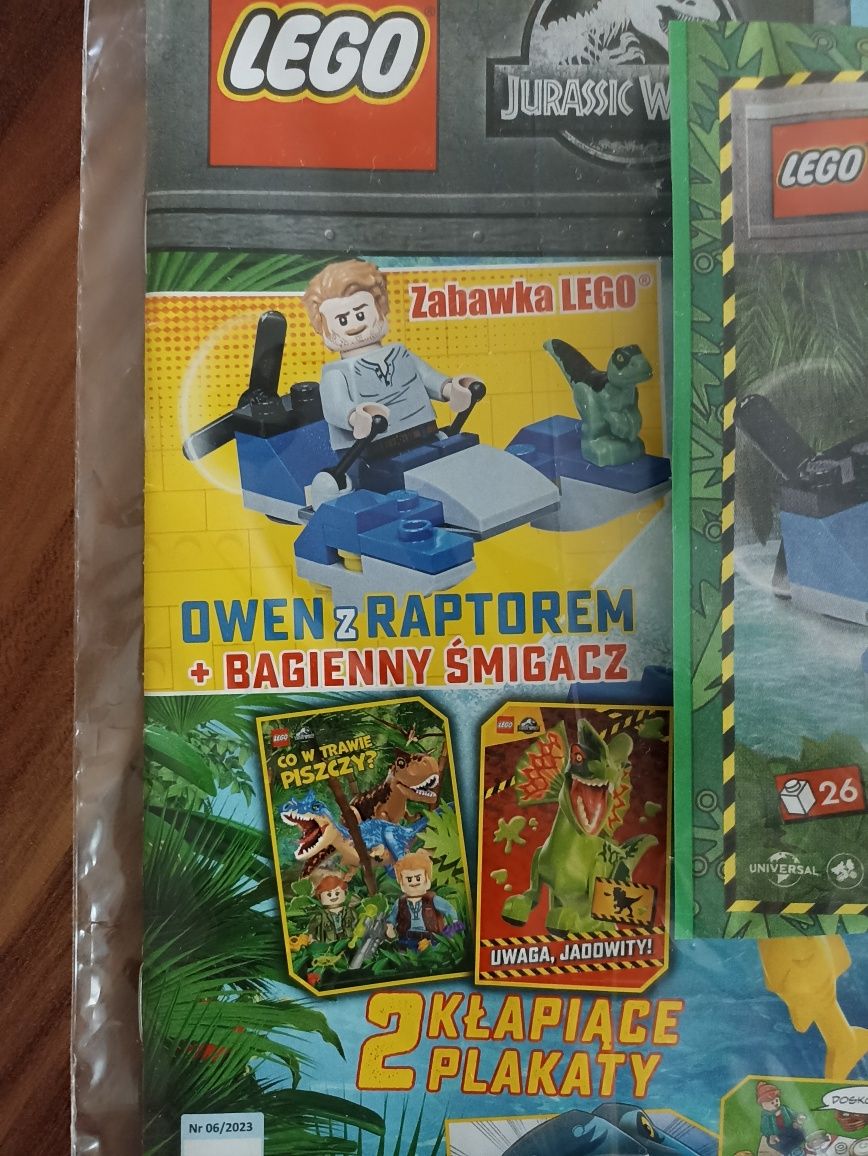 LEGO
JURASSIC W
LEGO
Zabawka LEGO®
OWEN z RAPTOREM
+ BAGIENNY ŚMIGACZ
LEGO
CO W TRAWIE
PISZCZY?
LEGO
UWAGA, JADOWITY!
26
UNIVERSAL
2 KŁAPIĄCE
PLAKATY
Nr 06/2023
DOSKO